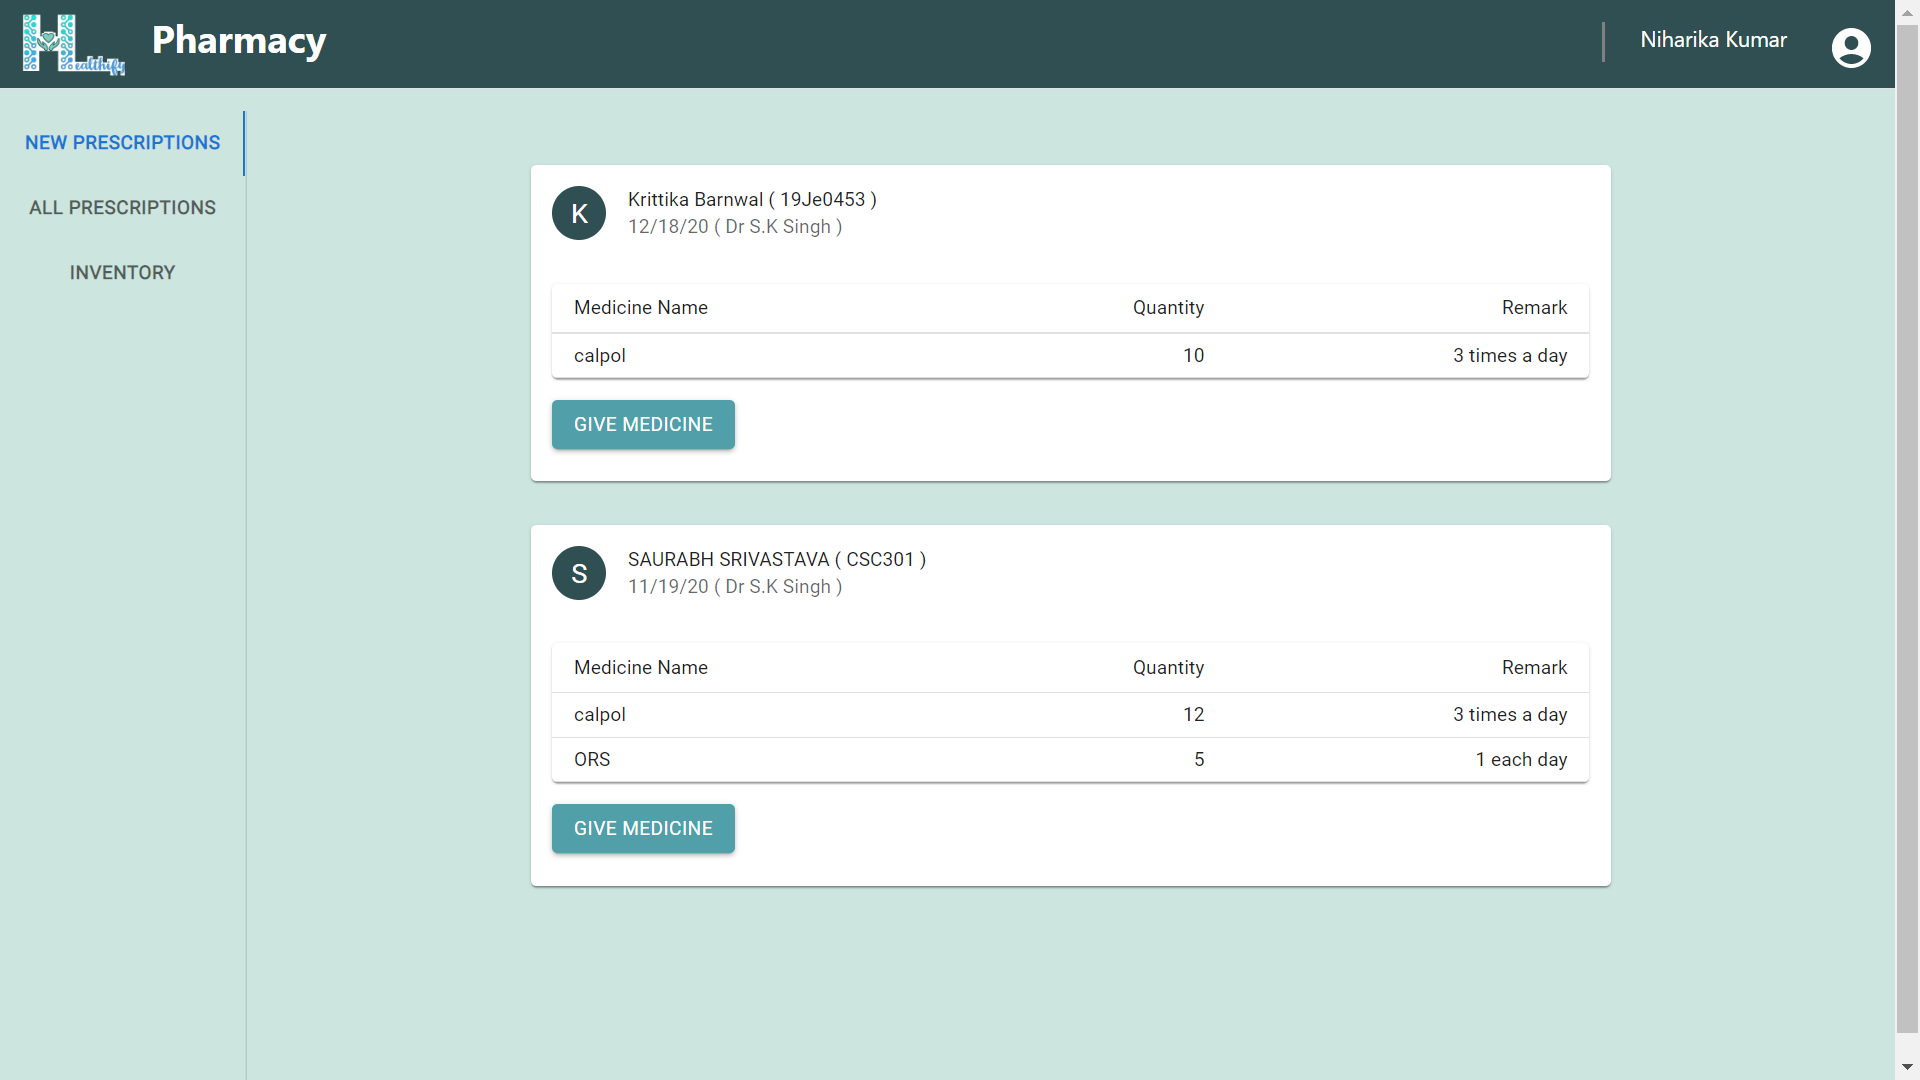 Healthify
Pharmacy
Niharika Kumar
NEW PRESCRIPTIONS
ALL PRESCRIPTIONS
INVENTORY
K
Krittika Barnwal ( 19Je0453 )
12/18/20 ( Dr S.K Singh )
Medicine Name Quantity Remark
calpol 10 3 times a day
GIVE MEDICINE
S
SAURABH SRIVASTAVA ( CSC301 )
11/19/20 ( Dr S.K Singh )
Medicine Name Quantity Remark
calpol 12 3 times a day
ORS 5 1 each day
GIVE MEDICINE